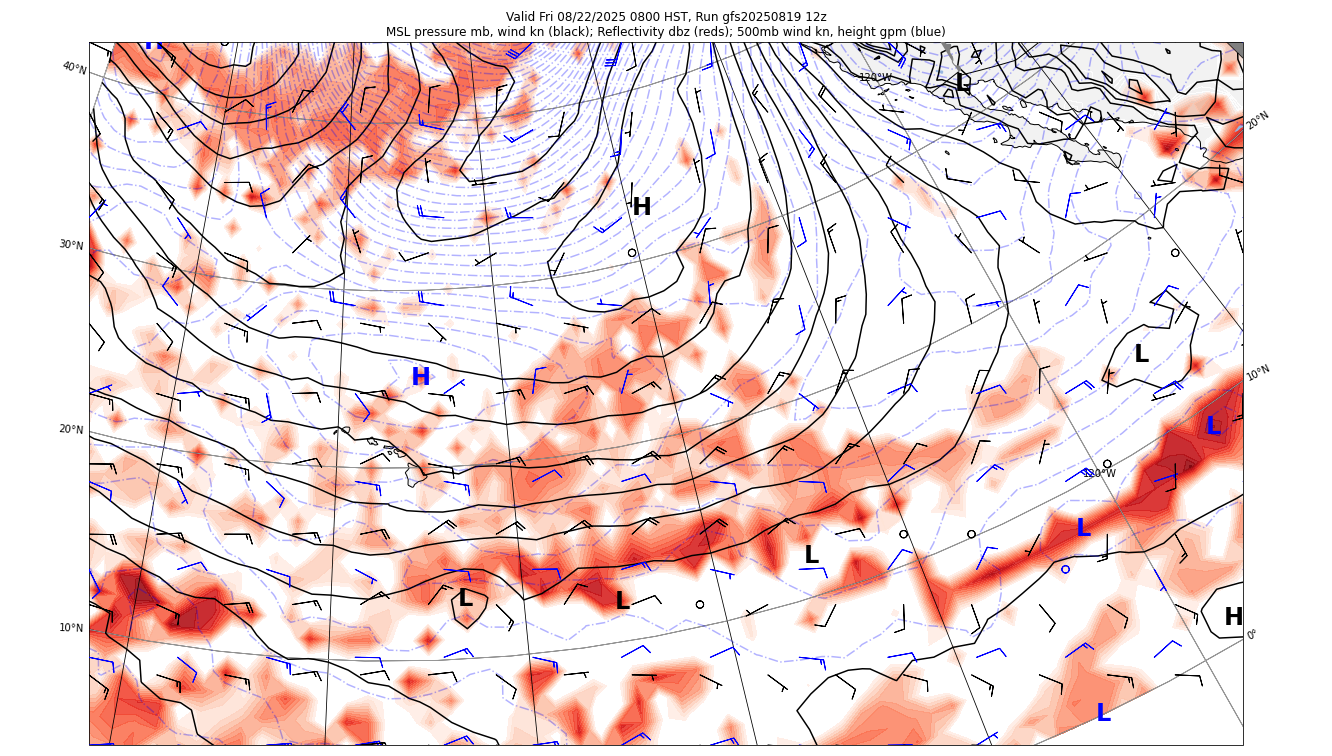 Valid Fri 08/22/2025 0800 HST, Run gfs20250819 12z
MSL pressure mb, wind kn (black); Reflectivity dbz (reds); 500mb wind kn, height gpm (blue)
H
40°N
120°W
L
20°N
H
30°N
L
H
10°N
20°N
L
120°W
L
L
L
L
10°N
H
0°
L